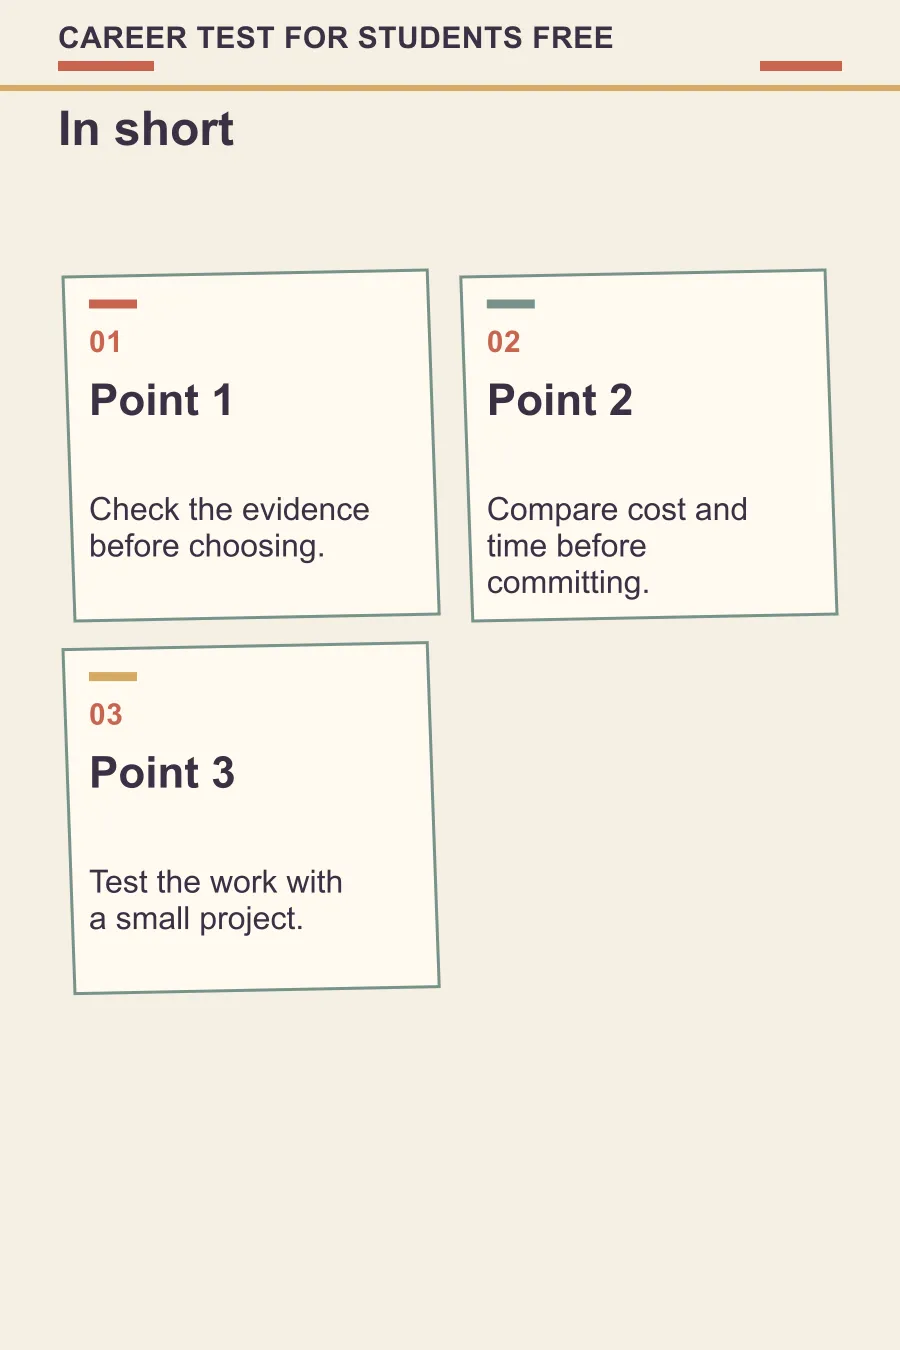 CAREER TEST FOR STUDENTS FREE
In short
01
Point 1
Check the evidence
before choosing.
02
Point 2
Compare cost and
time before
committing.
03
Point 3
Test the work with
a small project.